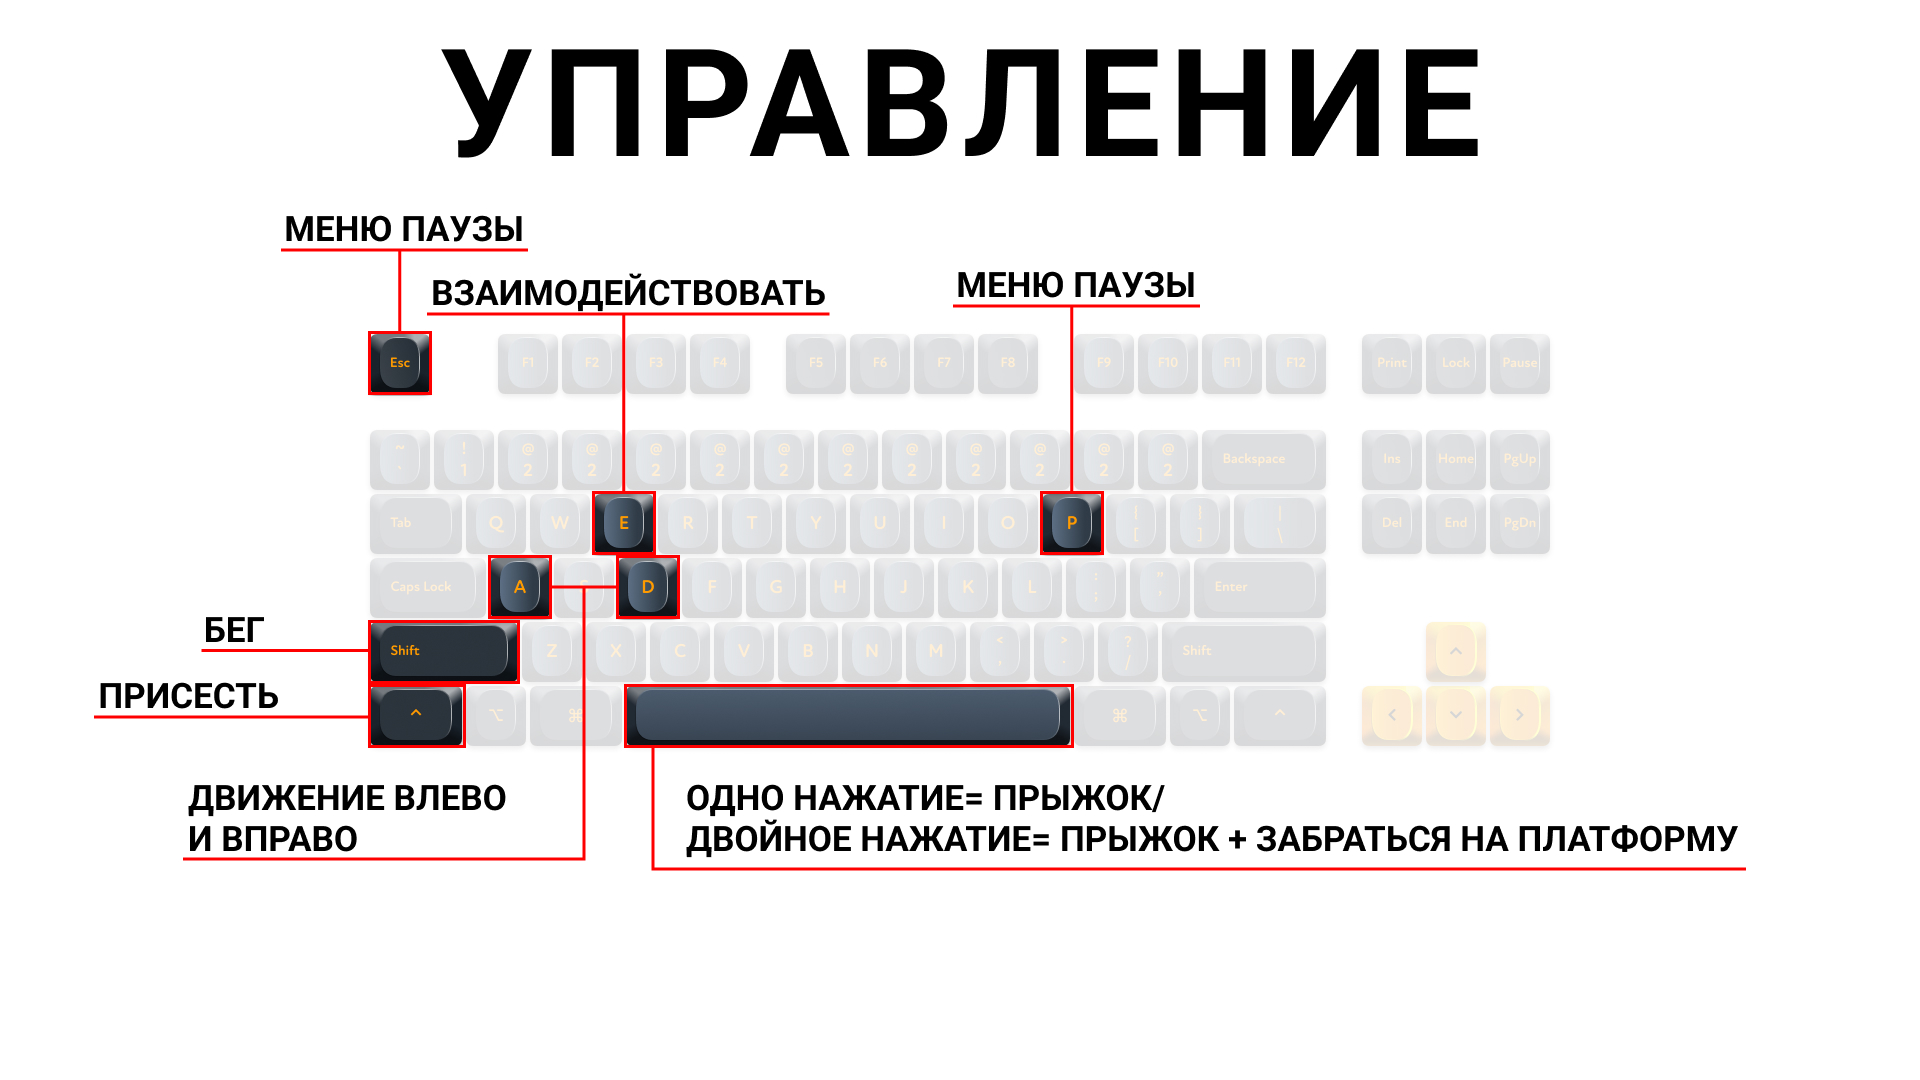 УПРАВЛЕНИЕ
МЕНЮ ПАУЗЫ
ВЗАИМОДЕЙСТВОВАТЬ
МЕНЮ ПАУЗЫ
Esc F1 F2 F3 F4 F5 F6 F7 F8 F9 F10 F11 F12 Print Lock Pause
~ ! @ @ @ @ @ @ @ @ @ @ @
` 1 2 2 2 2 2 2 2 2 2 2 2 Backspace Ins Home PgUp
Tab Q W E R T Y U I O P { [ } ] | \ Del End PgDn
Caps Lock A S D F G H J K L : ; " ' Enter
БЕГ
Shift Z X C V B N M < , > . ? / Shift ^
ПРИСЕСТЬ
^ ⌥ ⌘ ⌘ ⌥ ^ < ⌄ >
ДВИЖЕНИЕ ВЛЕВО
И ВПРАВО
ОДНО НАЖАТИЕ= ПРЫЖОК/
ДВОЙНОЕ НАЖАТИЕ= ПРЫЖОК + ЗАБРАТЬСЯ НА ПЛАТФОРМУ